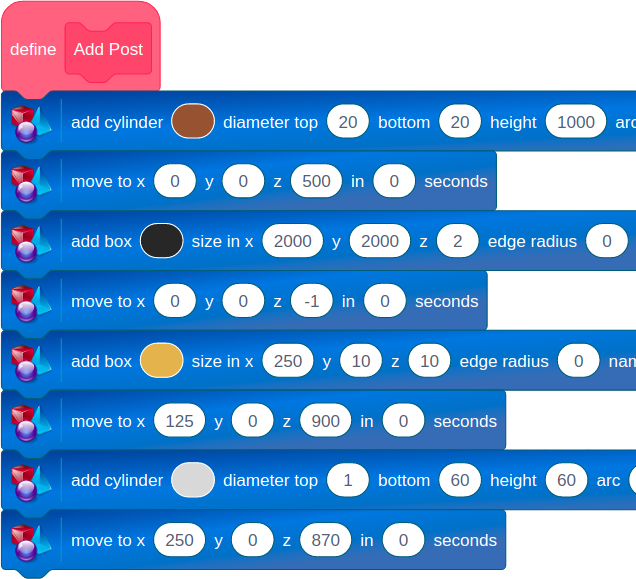 define Add Post
add cylinder diameter top 20 bottom 20 height 1000
move to x 0 y 0 z 500 in 0 seconds
add box size in x 2000 y 2000 z 2 edge radius 0
move to x 0 y 0 z -1 in 0 seconds
add box size in x 250 y 10 z 10 edge radius 0
move to x 125 y 0 z 900 in 0 seconds
add cylinder diameter top 1 bottom 60 height 60 arc
move to x 250 y 0 z 870 in 0 seconds